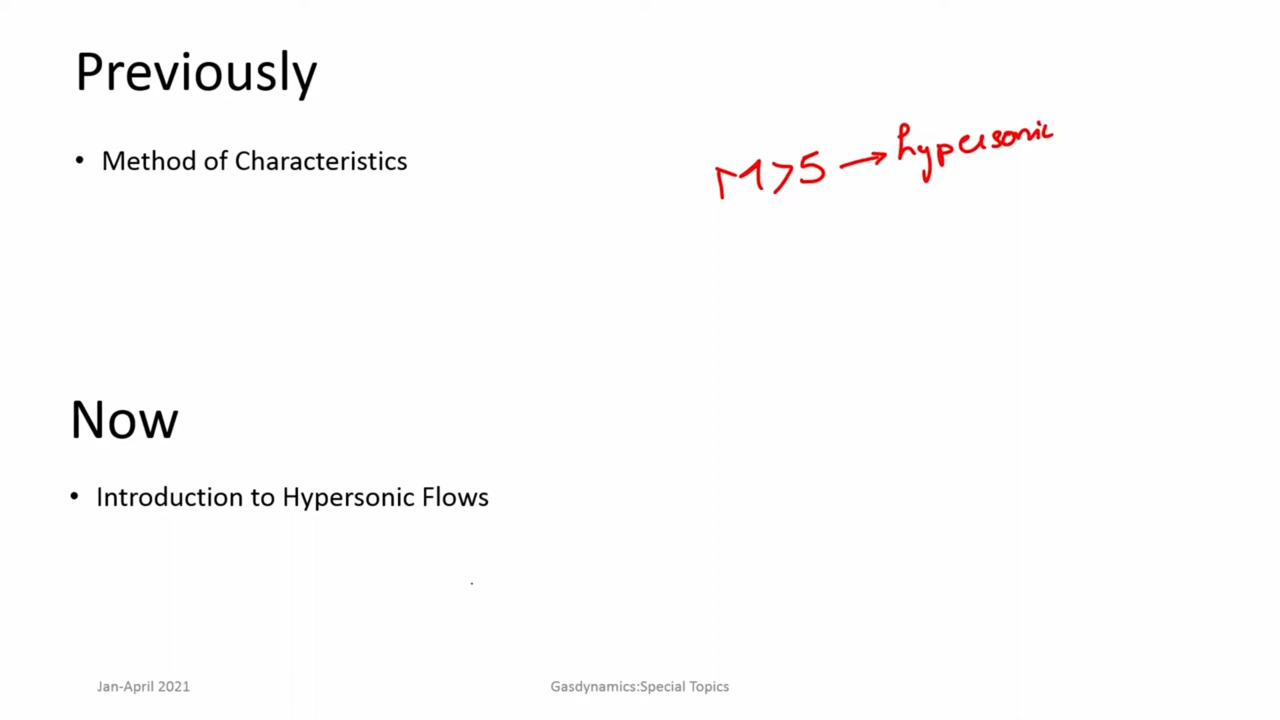 Previously
• Method of Characteristics
M>5 → hypersonic
Now
• Introduction to Hypersonic Flows
Jan-April 2021
Gasdynamics:Special Topics